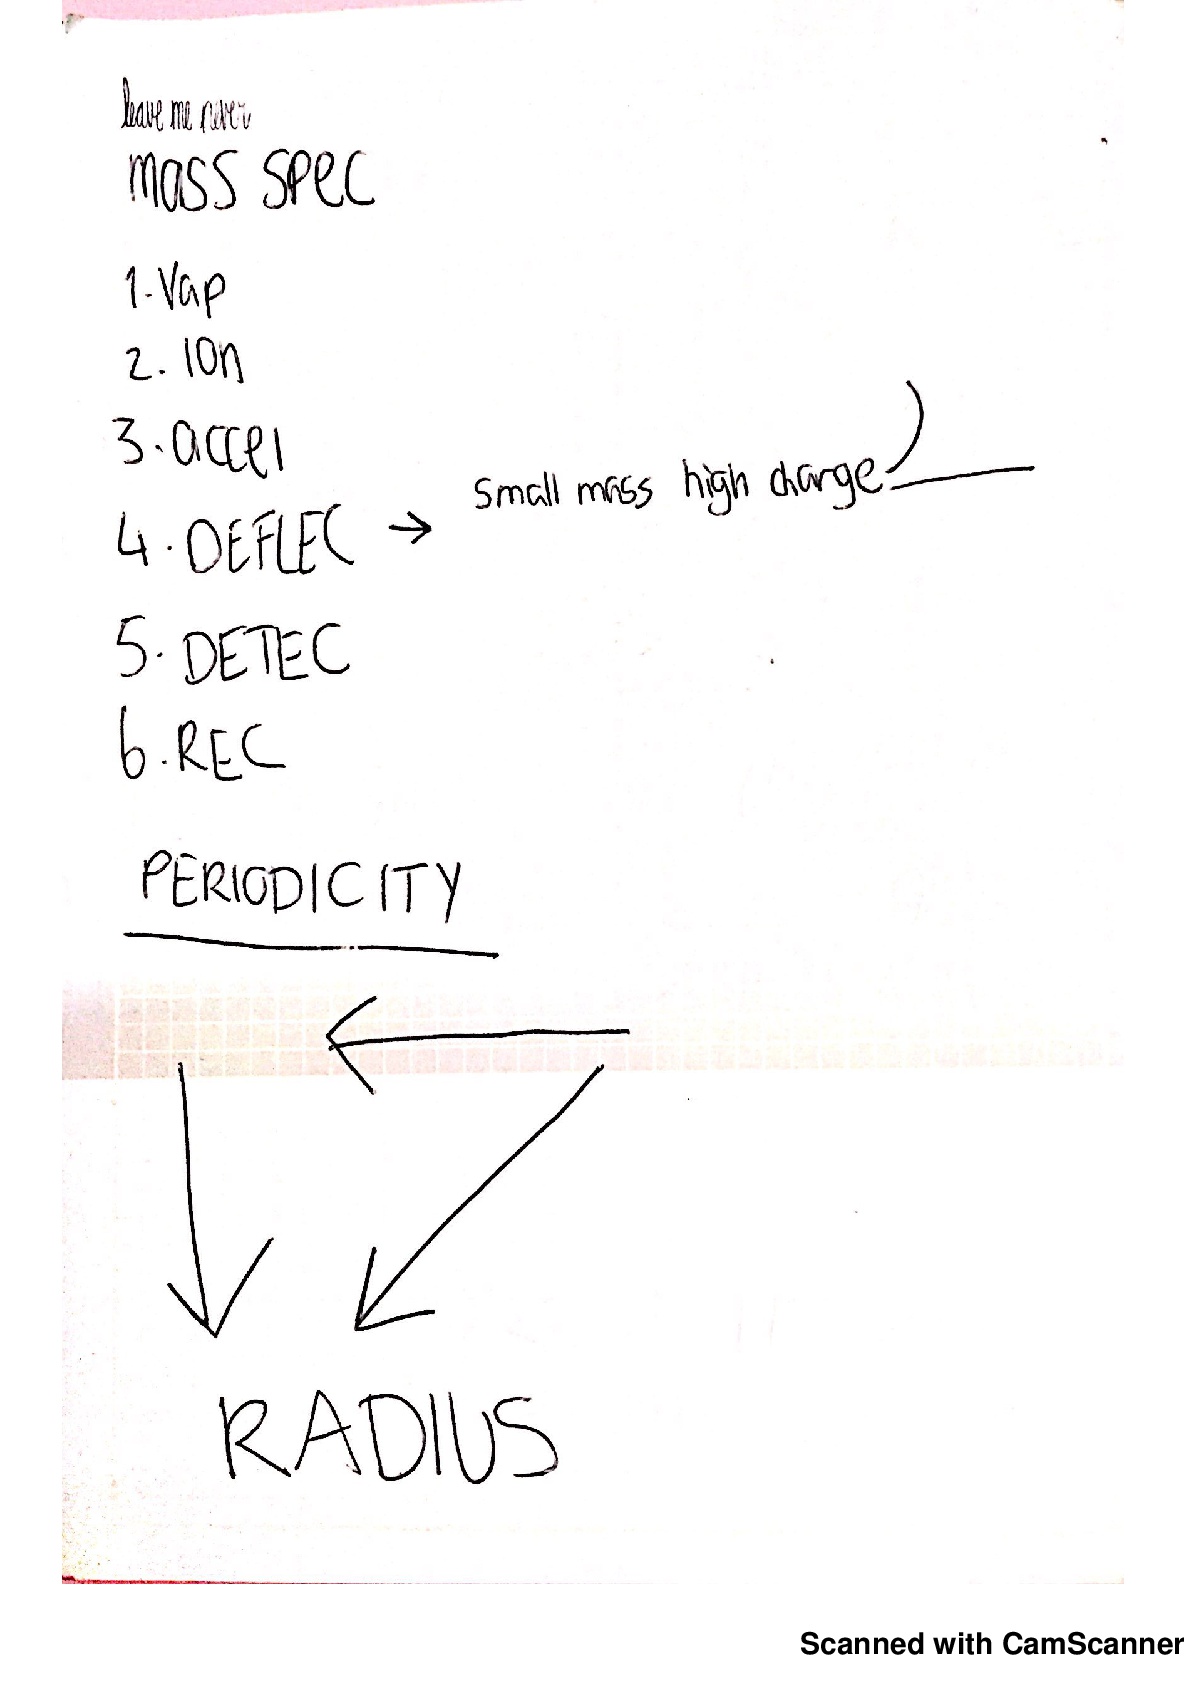 leave me never
mass spec
1. Vap
2. ion
3. accel
4. DEFLEC → small mass high charge
5. DETEC
6. REC
PERIODICITY
RADIUS
Scanned with CamScanner